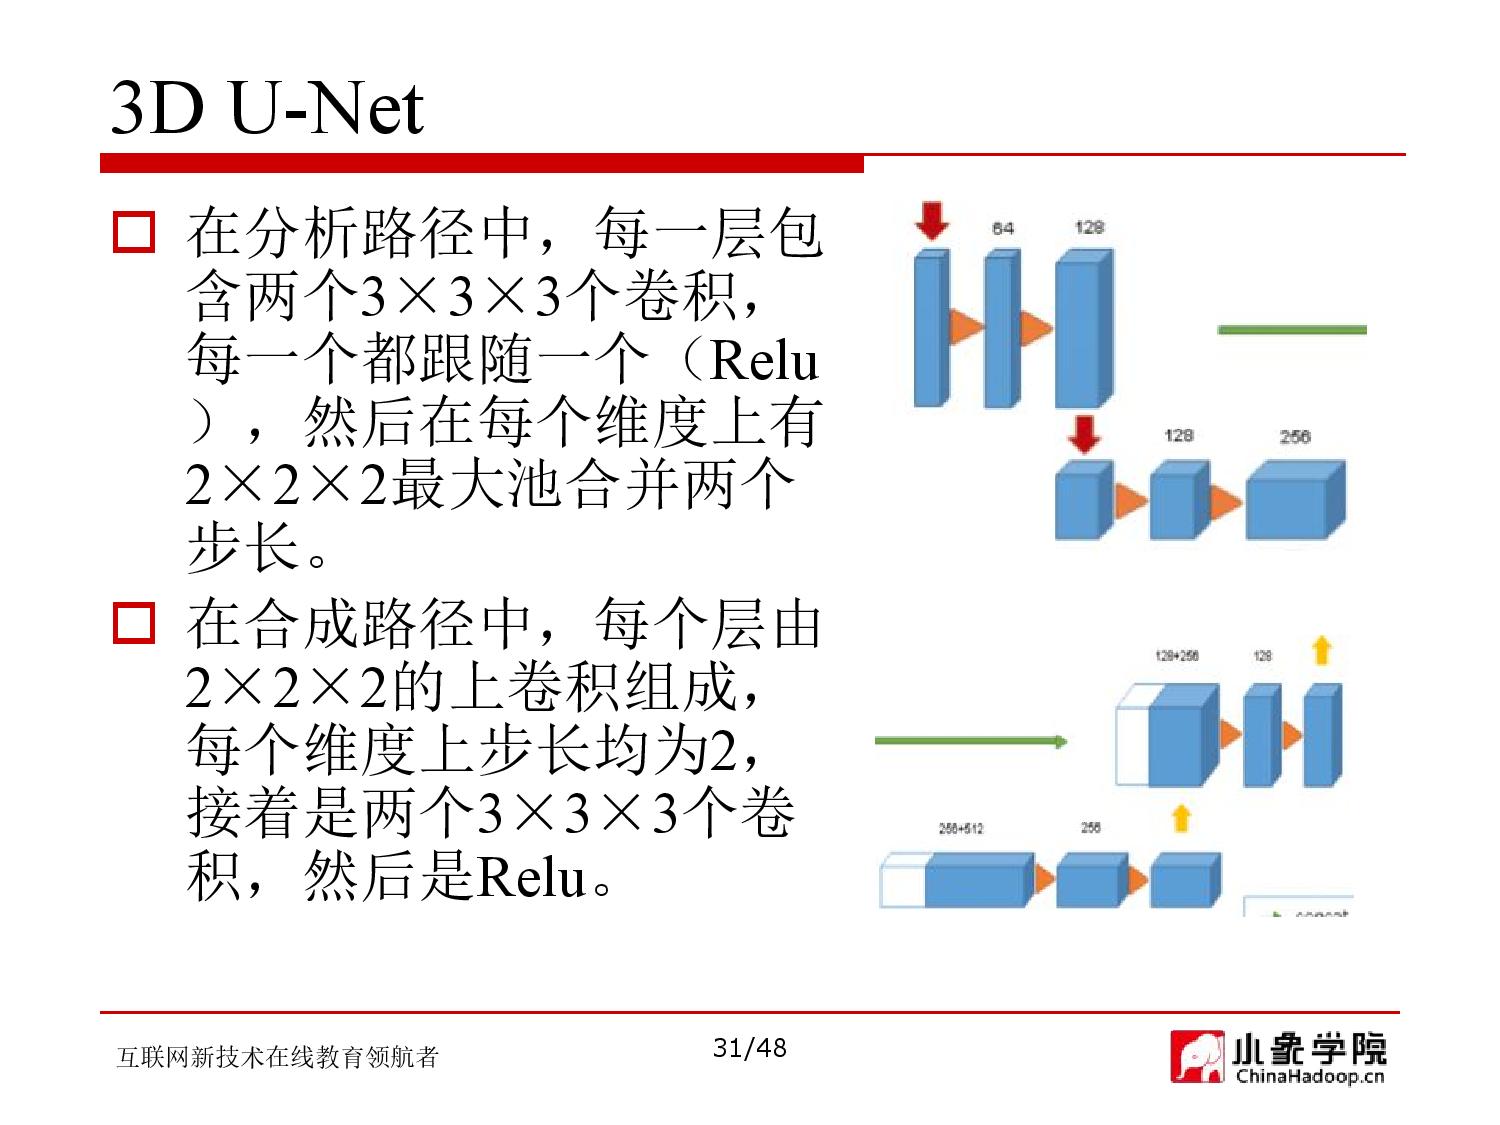 3D U-Net
在分析路径中，每一层包
含两个3×3×3个卷积，
每一个都跟随一个（Relu
），然后在每个维度上有
2×2×2最大池合并两个
步长。
在合成路径中，每个层由
2×2×2的上卷积组成，
每个维度上步长均为2，
接着是两个3×3×3个卷
积，然后是Relu。
64 128
128 256
128+256 128
256+512 256
concat
互联网新技术在线教育领航者
31/48
小象学院
ChinaHadoop.cn